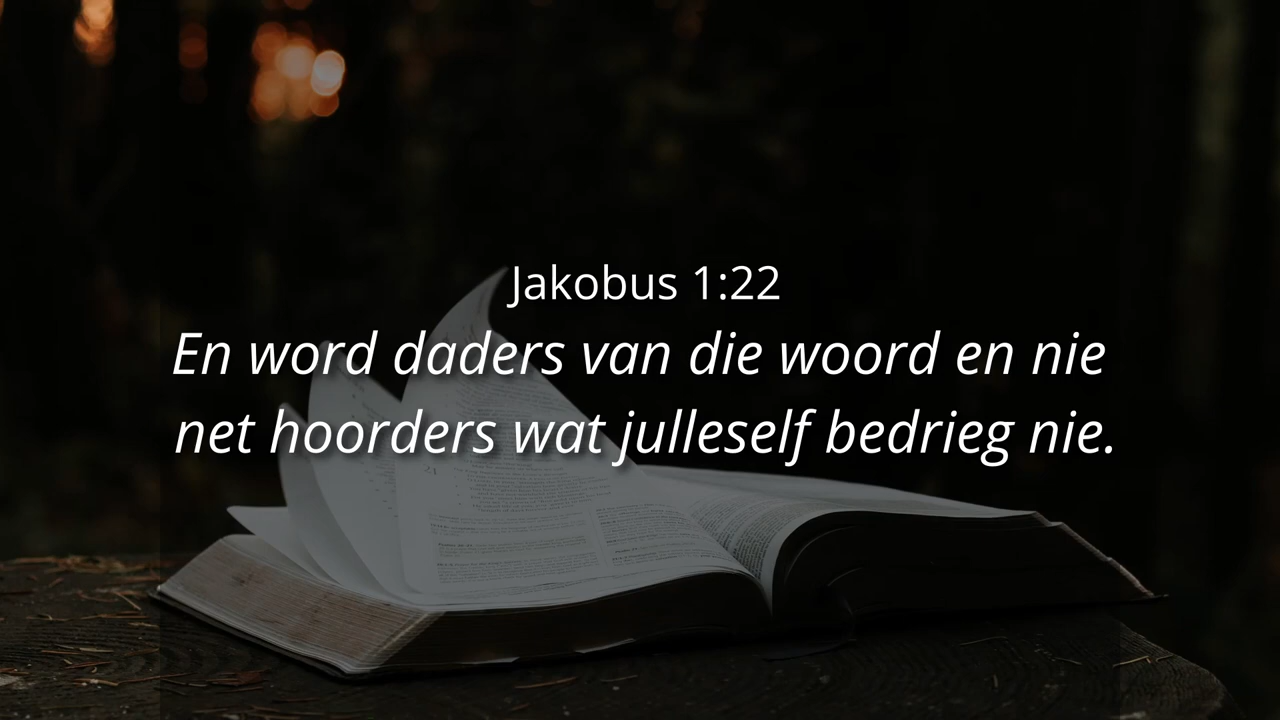 Jakobus 1:22
En word daders van die woord en nie
net hoorders wat julleself bedrieg nie.